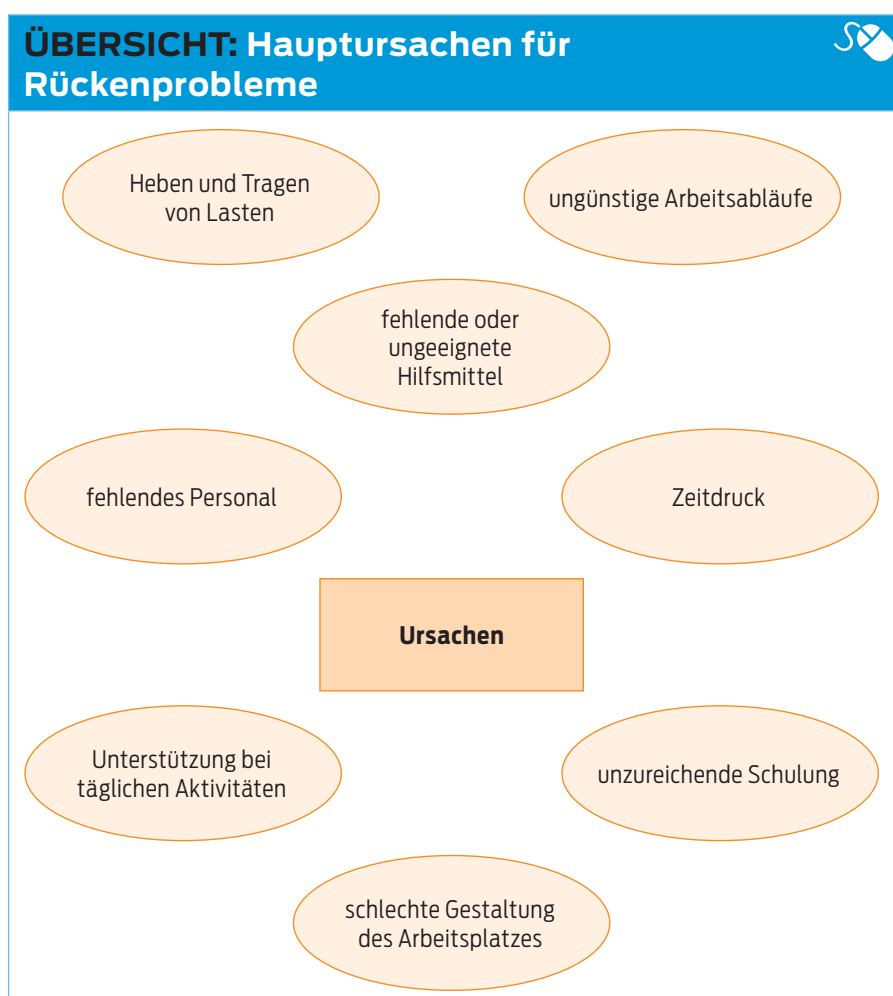 ÜBERSICHT: Hauptursachen für
Rückenprobleme
Heben und Tragen
von Lasten
ungünstige Arbeitsabläufe
fehlende oder
ungeeignete
Hilfsmittel
fehlendes Personal
Zeitdruck
Ursachen
Unterstützung bei
täglichen Aktivitäten
unzureichende Schulung
schlechte Gestaltung
des Arbeitsplatzes